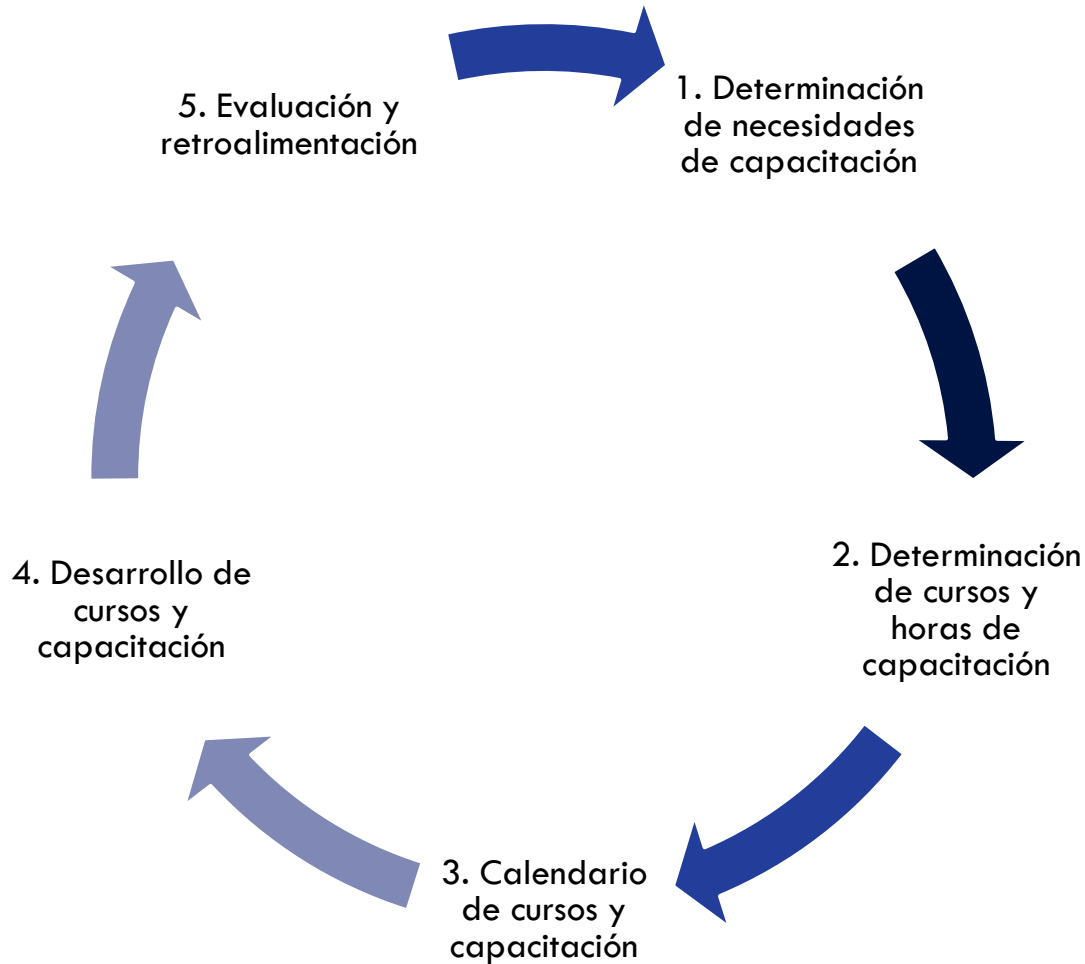 1. Determinación
de necesidades
de capacitación
2. Determinación
de cursos y
horas de
capacitación
3. Calendario
de cursos y
capacitación
4. Desarrollo de
cursos y
capacitación
5. Evaluación y
retroalimentación